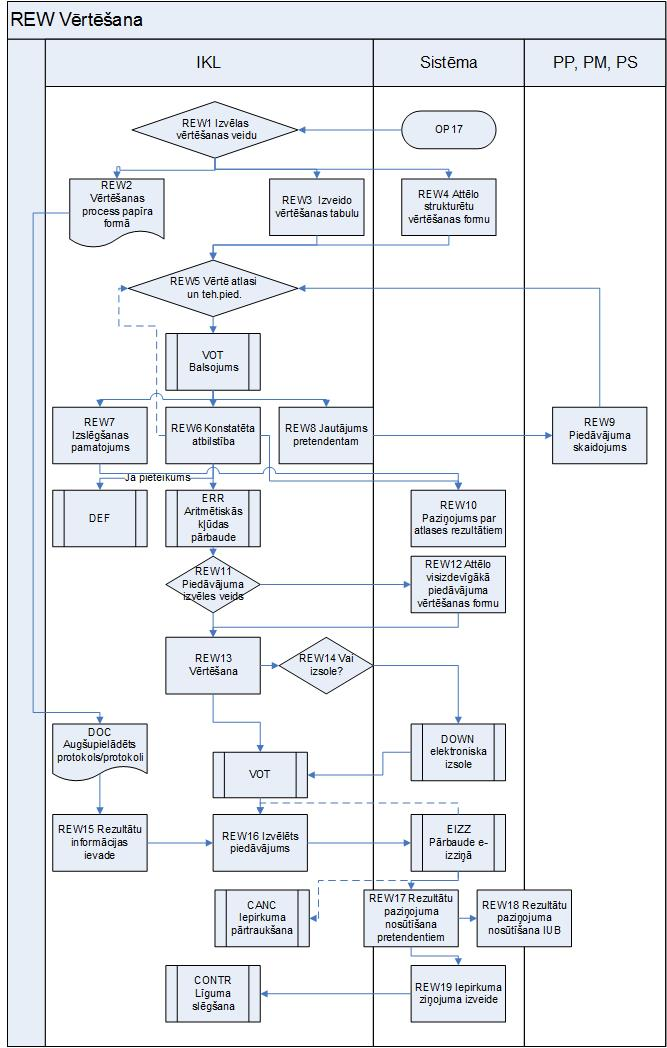 REW Vērtēšana
IKL
Sistēma
PP, PM, PS
REW1 Izvēlas
vērtēšanas veidu
OP 17
REW2
Vērtēšanas
process papīra
formā
REW3 Izveido
vērtēšanas tabulu
REW4 Attēlo
strukturētu
vērtēšanas formu
REW5 Vērtē atlasi
un teh.pied.
VOT
Balsojums
REW7
Izslēgšanas
pamatojums
REW6 Konstatēta
atbilstība
REW8 Jautājums
pretendentam
REW9
Piedāvājuma
skaidojums
Ja pieteikums
DEF
ERR
Aritmētiskās
kļūdas
pārbaude
REW10
Paziņojums par
atlases rezultātiem
REW11
Piedāvājuma
izvēles veids
REW12 Attēlo
visizdevīgākā
piedāvājuma
vērtēšanas formu
REW13
Vērtēšana
REW14 Vai
izsole?
DOC
Augšupielādēts
protokols/protokoli
DOWN
elektroniska
izsole
VOT
REW15 Rezultātu
informācijas
ievade
REW16 Izvēlēts
piedāvājums
EIZZ
Pārbaude e-
izziņā
CANC
Iepirkuma
pārtraukšana
REW17 Rezultātu
paziņojuma
nosūtīšana
pretendentiem
REW18 Rezultātu
paziņojuma
nosūtīšana IUB
CONTR
Līguma
slēgšana
REW19 Iepirkuma
ziņojuma izveide